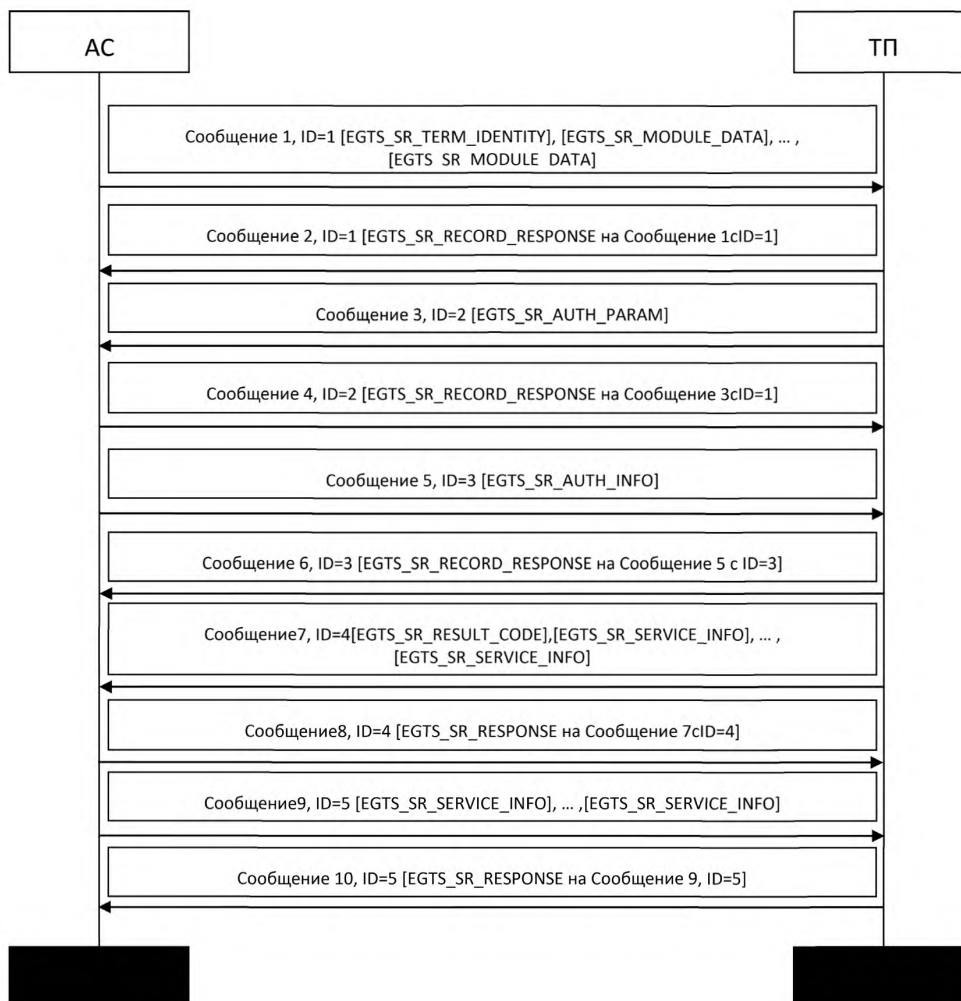 АС
ТП
Сообщение 1, ID=1 [EGTS_SR_TERM_IDENTITY], [EGTS_SR_MODULE_DATA], ... ,
[EGTS SR MODULE DATA]
Сообщение 2, ID=1 [EGTS_SR_RECORD_RESPONSE на Сообщение 1cID=1]
Сообщение 3, ID=2 [EGTS_SR_AUTH_PARAM]
Сообщение 4, ID=2 [EGTS_SR_RECORD_RESPONSE на Сообщение 3cID=1]
Сообщение 5, ID=3 [EGTS_SR_AUTH_INFO]
Сообщение 6, ID=3 [EGTS_SR_RECORD_RESPONSE на Сообщение 5 с ID=3]
Сообщение7, ID=4[EGTS_SR_RESULT_CODE],[EGTS_SR_SERVICE_INFO], ... ,
[EGTS_SR_SERVICE_INFO]
Сообщение8, ID=4 [EGTS_SR_RESPONSE на Сообщение 7cID=4]
Сообщение9, ID=5 [EGTS_SR_SERVICE_INFO], ... ,[EGTS_SR_SERVICE_INFO]
Сообщение 10, ID=5 [EGTS_SR_RESPONSE на Сообщение 9, ID=5]